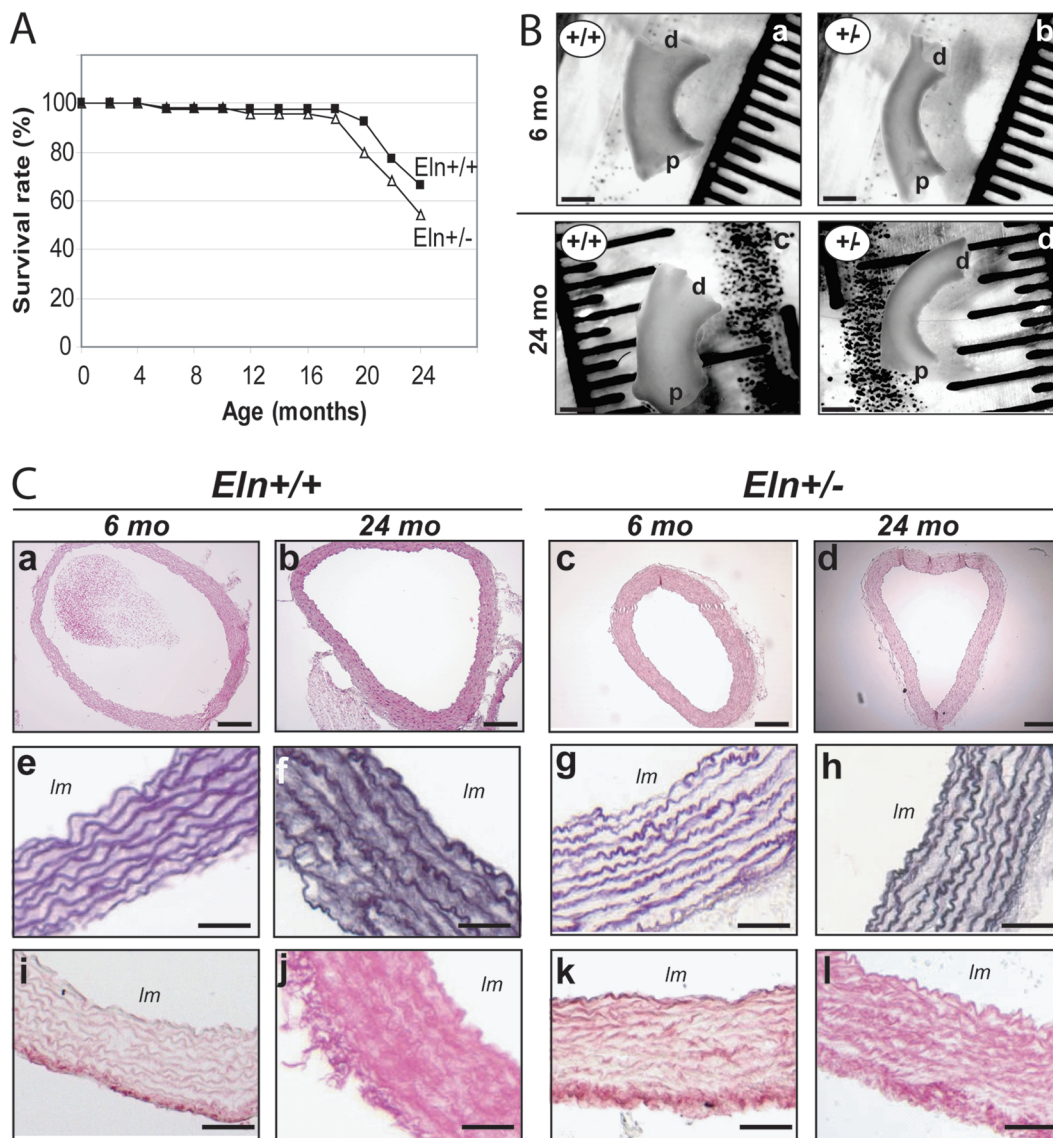 A
Survival rate (%)
100
80
60
40
20
0
Eln+/+
Eln+/-
0 4 8 12 16 20 24
Age (months)
B
6 mo
+/+ d a
p
+/- b
d
p
24 mo
+/+ c
d
p
+/- d
d
p
C
Eln+/+ Eln+/-
6 mo 24 mo 6 mo 24 mo
a b c d
e lm f lm g lm h lm
i lm j lm k lm l lm